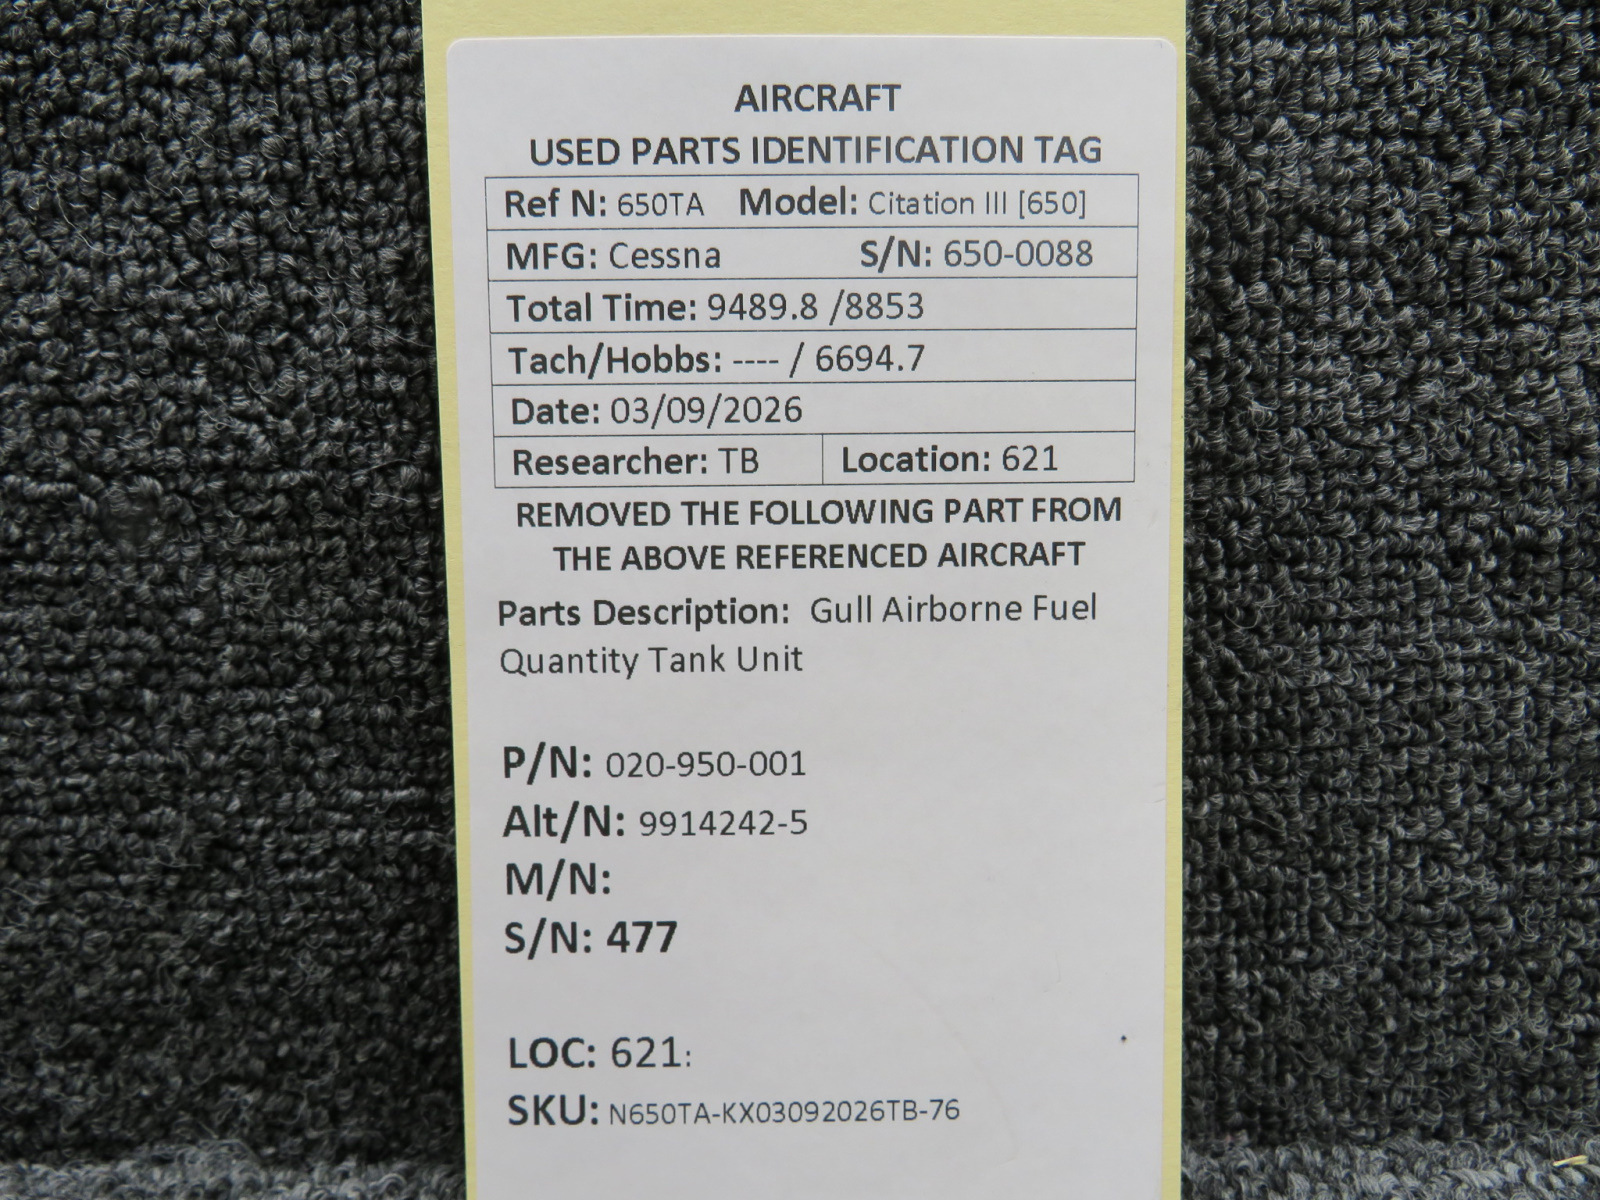 AIRCRAFT
USED PARTS IDENTIFICATION TAG
Ref N: 650TA Model: Citation III [650]
MFG: Cessna S/N: 650-0088
Total Time: 9489.8 /8853
Tach/Hobbs: ---- / 6694.7
Date: 03/09/2026
Researcher: TB Location: 621
REMOVED THE FOLLOWING PART FROM
THE ABOVE REFERENCED AIRCRAFT
Parts Description: Gull Airborne Fuel
Quantity Tank Unit
P/N: 020-950-001
Alt/N: 9914242-5
M/N:
S/N: 477
LOC: 621:
SKU: N650TA-KX03092026TB-76